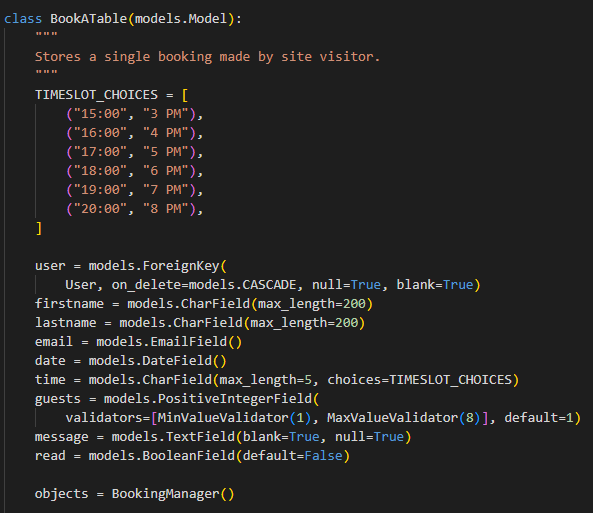 class BookATable(models.Model):
    """
    Stores a single booking made by site visitor.
    """
    TIMESLOT_CHOICES = [
        ("15:00", "3 PM"),
        ("16:00", "4 PM"),
        ("17:00", "5 PM"),
        ("18:00", "6 PM"),
        ("19:00", "7 PM"),
        ("20:00", "8 PM"),
    ]

    user = models.ForeignKey(
        User, on_delete=models.CASCADE, null=True, blank=True)
    firstname = models.CharField(max_length=200)
    lastname = models.CharField(max_length=200)
    email = models.EmailField()
    date = models.DateField()
    time = models.CharField(max_length=5, choices=TIMESLOT_CHOICES)
    guests = models.PositiveIntegerField(
        validators=[MinValueValidator(1), MaxValueValidator(8)], default=1)
    message = models.TextField(blank=True, null=True)
    read = models.BooleanField(default=False)

    objects = BookingManager()